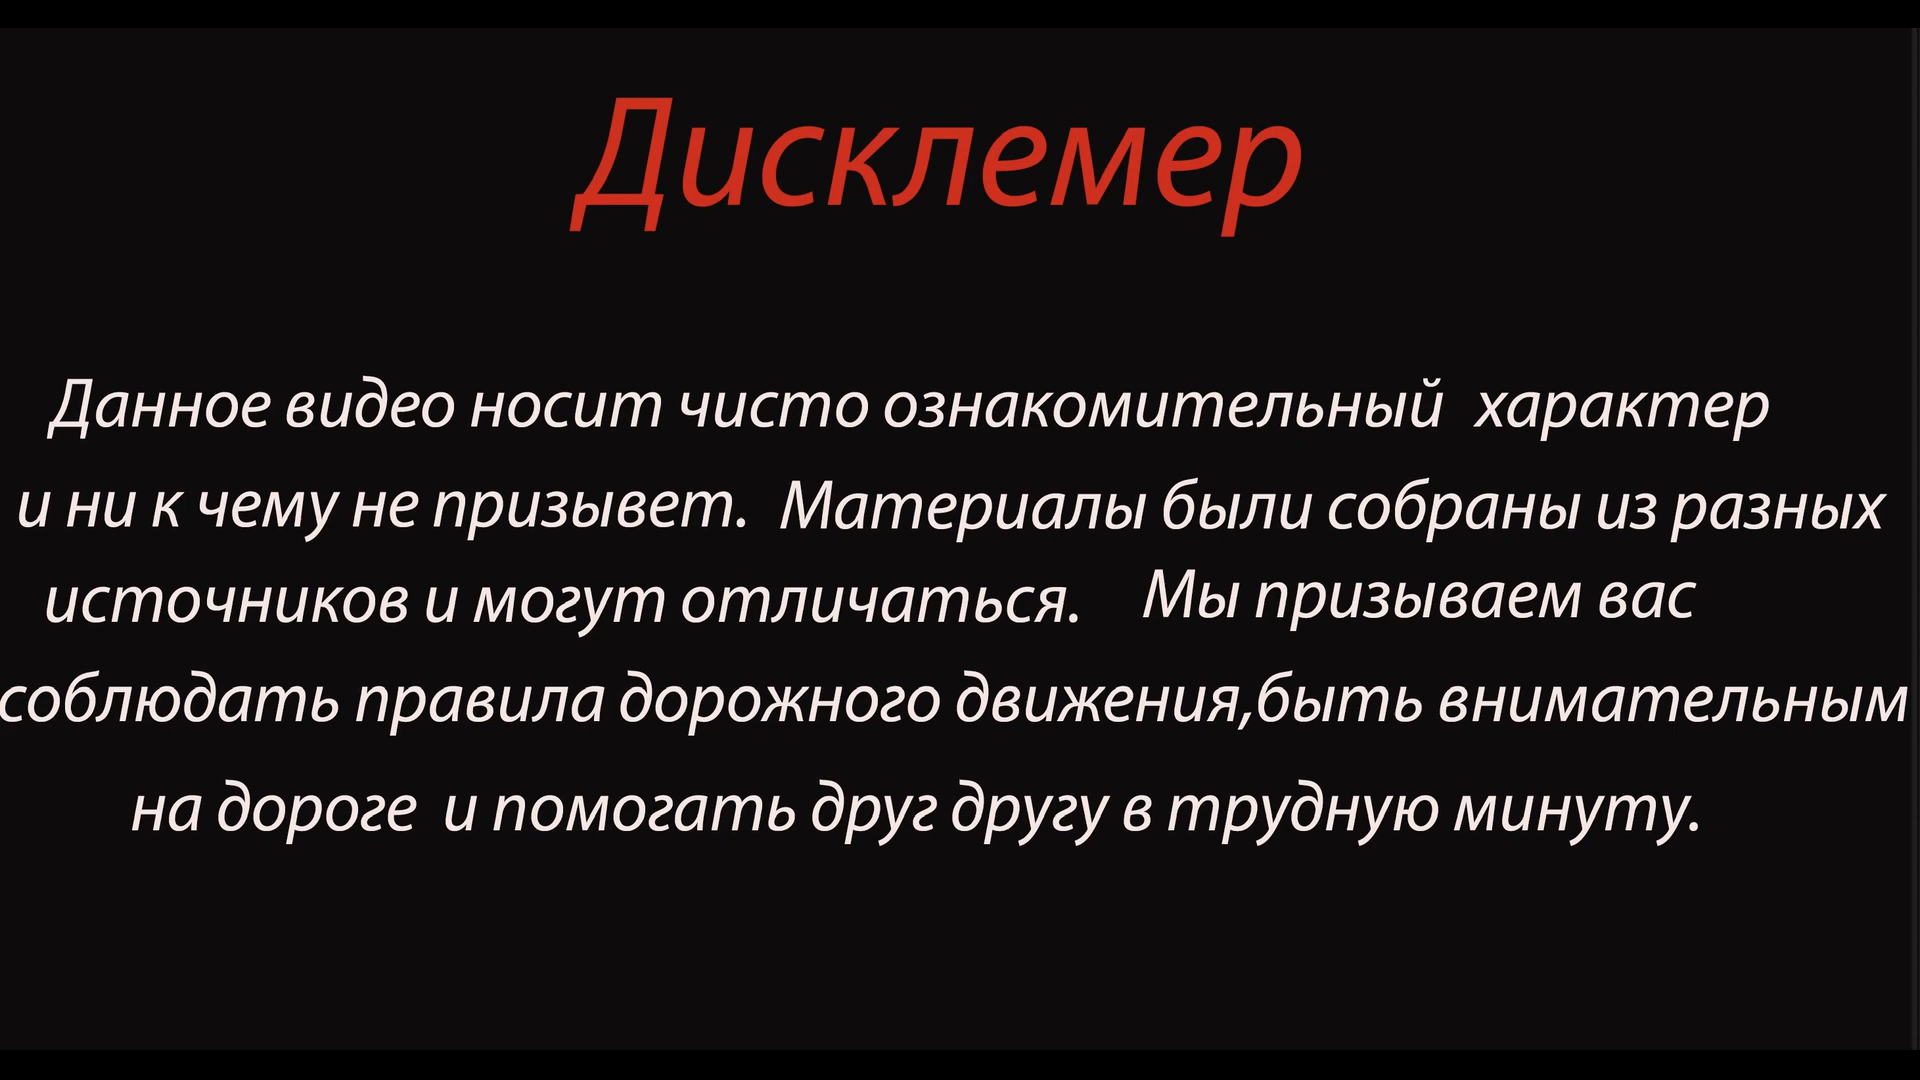 Дисклемер
Данное видео носит чисто ознакомительный характер
и ни к чему не призывет. Материалы были собраны из разных
источников и могут отличаться. Мы призываем вас
соблюдать правила дорожного движения,быть внимательным
на дороге и помогать друг другу в трудную минуту.